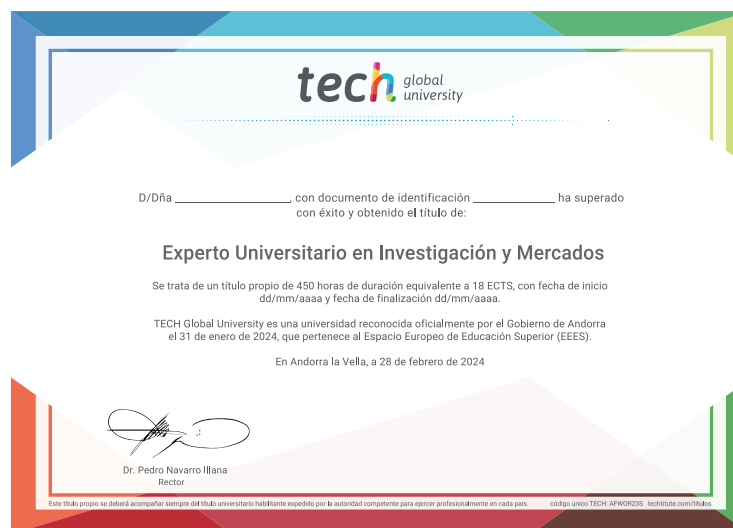 tech global university
D/Dña ____________________, con documento de identificación ______________ ha superado
con éxito y obtenido el título de:
Experto Universitario en Investigación y Mercados
Se trata de un título propio de 450 horas de duración equivalente a 18 ECTS, con fecha de inicio
dd/mm/aaaa y fecha de finalización dd/mm/aaaa.
TECH Global University es una universidad reconocida oficialmente por el Gobierno de Andorra
el 31 de enero de 2024, que pertenece al Espacio Europeo de Educación Superior (EEES).
En Andorra la Vella, a 28 de febrero de 2024
Dr. Pedro Navarro Illana
Rector
Este título propio se deberá acompañar siempre del título universitario habilitante expedido por la autoridad competente para ejercer profesionalmente en cada país. código único TECH: AFWOR23S techtitute.com/titulos